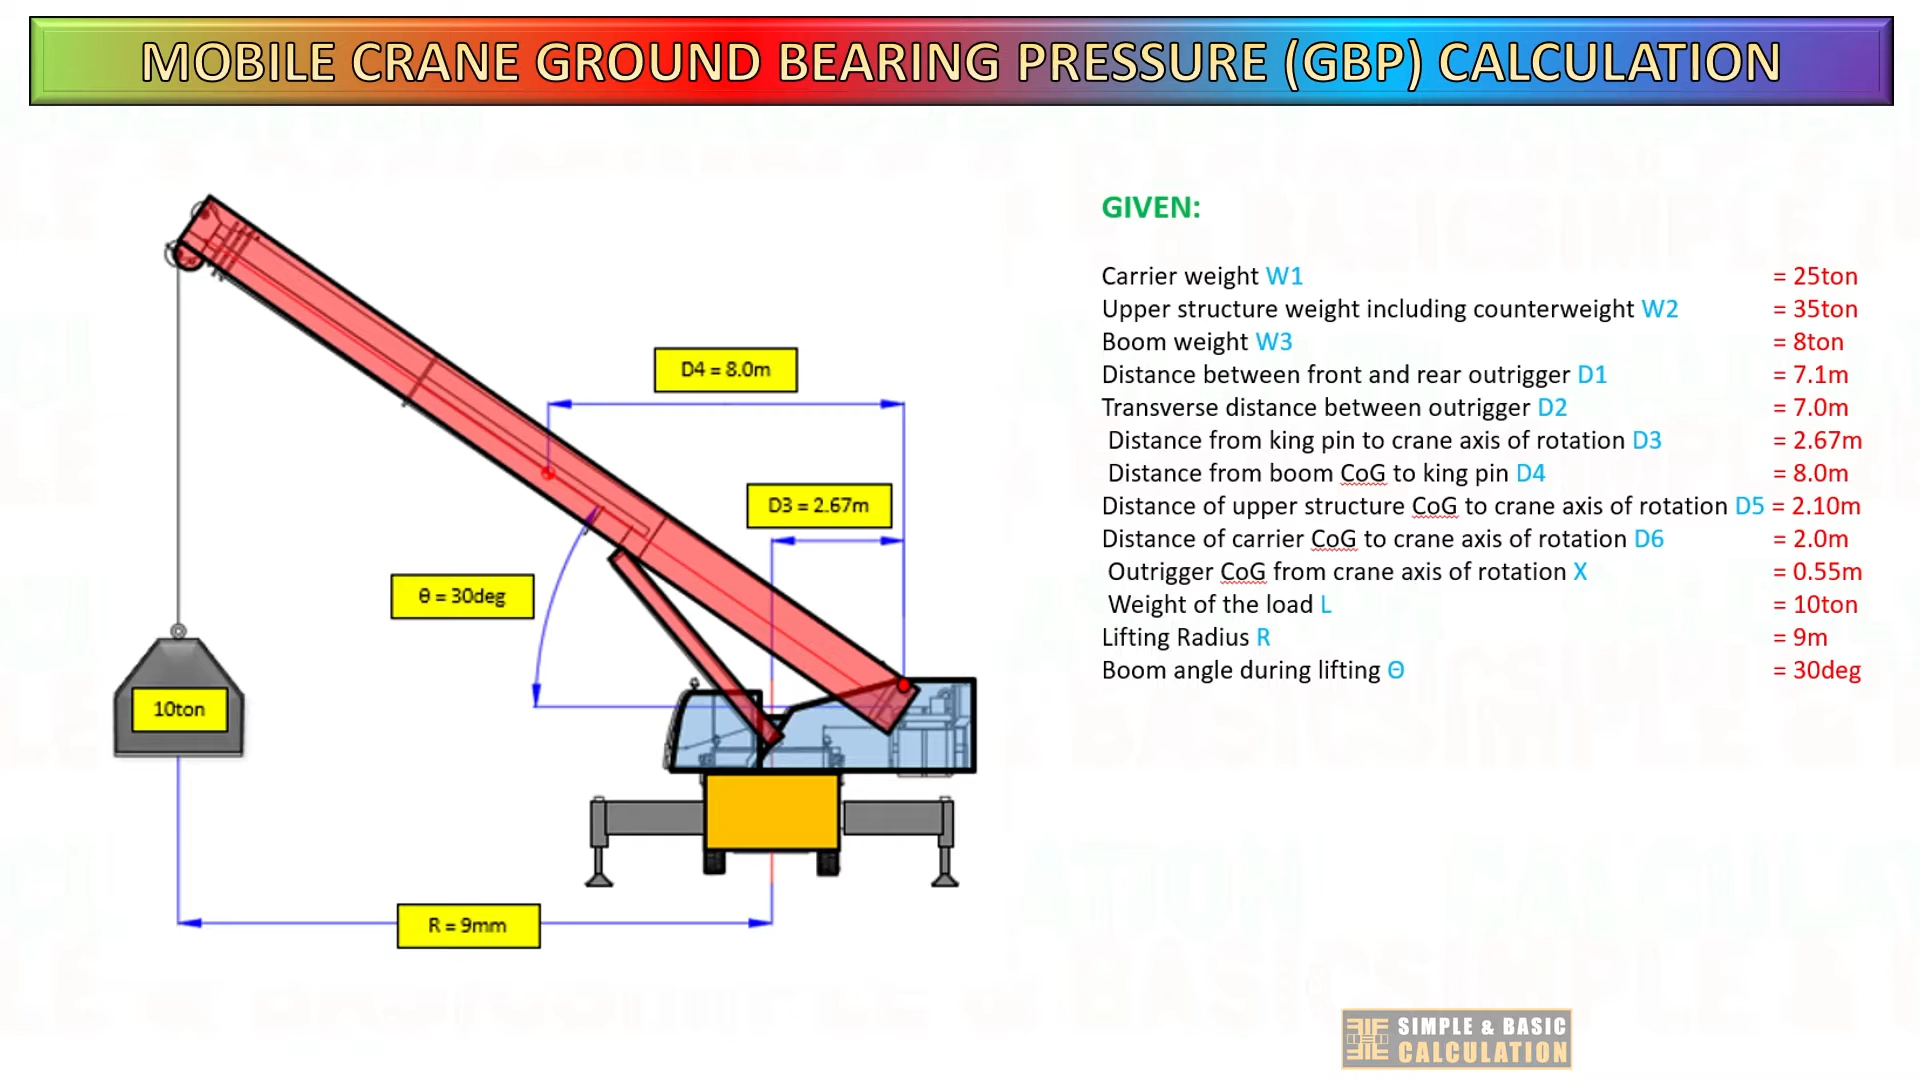 MOBILE CRANE GROUND BEARING PRESSURE (GBP) CALCULATION
GIVEN:
Carrier weight W1 = 25ton
Upper structure weight including counterweight W2 = 35ton
Boom weight W3 = 8ton
Distance between front and rear outrigger D1 = 7.1m
Transverse distance between outrigger D2 = 7.0m
Distance from king pin to crane axis of rotation D3 = 2.67m
Distance from boom CoG to king pin D4 = 8.0m
Distance of upper structure CoG to crane axis of rotation D5 = 2.10m
Distance of carrier CoG to crane axis of rotation D6 = 2.0m
Outrigger CoG from crane axis of rotation X = 0.55m
Weight of the load L = 10ton
Lifting Radius R = 9m
Boom angle during lifting Θ = 30deg
D4 = 8.0m
D3 = 2.67m
θ = 30deg
10ton
R = 9mm
SIMPLE & BASIC
CALCULATION